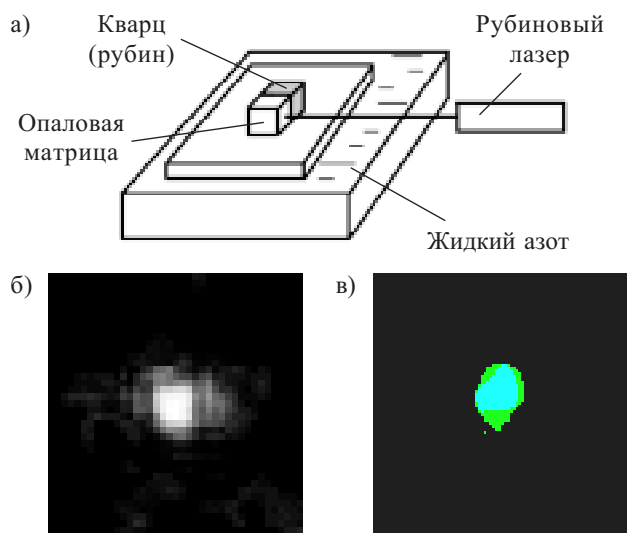 а)
Кварц
(рубин)
Рубиновый
лазер
Опаловая
матрица
Жидкий азот
б)
в)